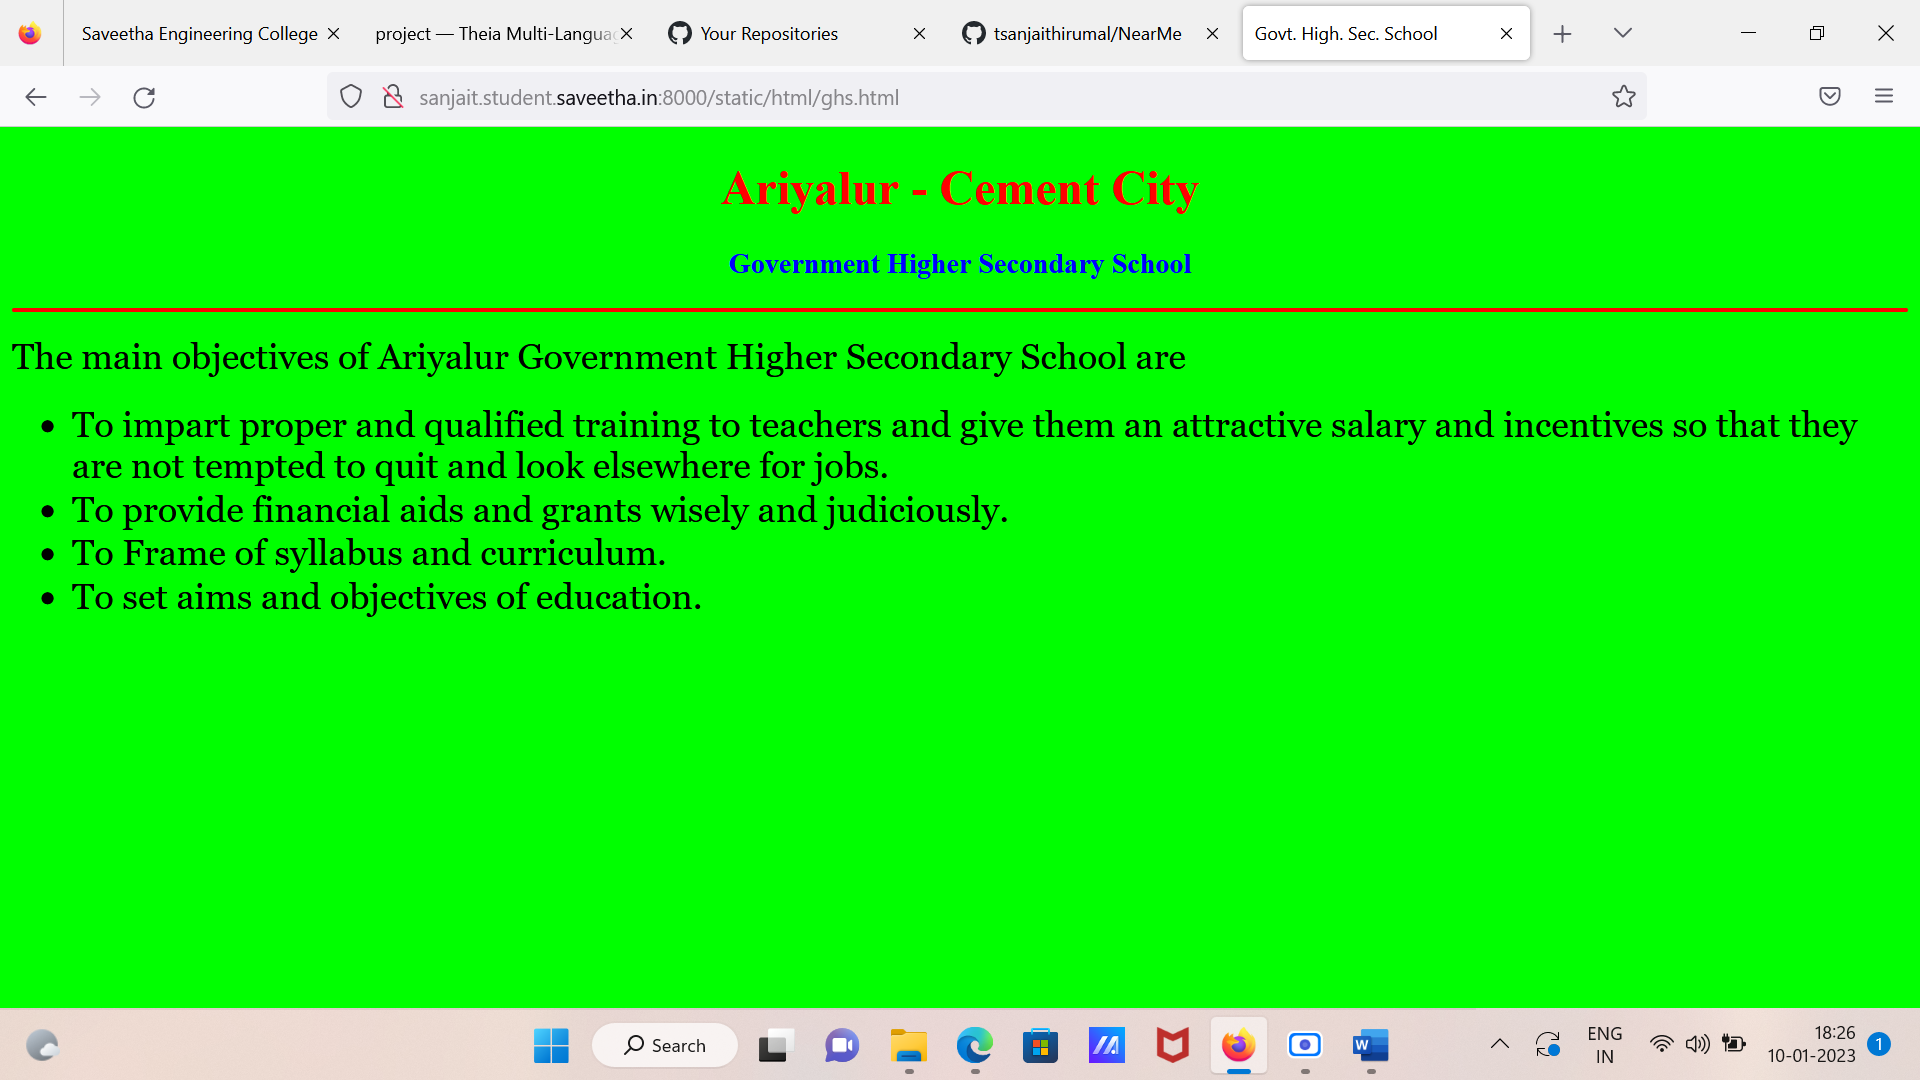 Saveetha Engineering College
project — Theia Multi-Langua
Your Repositories
tsanjaithirumal/NearMe
Govt. High. Sec. School
sanjait.student.saveetha.in:8000/static/html/ghs.html
Ariyalur - Cement City
Government Higher Secondary School
The main objectives of Ariyalur Government Higher Secondary School are
• To impart proper and qualified training to teachers and give them an attractive salary and incentives so that they
are not tempted to quit and look elsewhere for jobs.
• To provide financial aids and grants wisely and judiciously.
• To Frame of syllabus and curriculum.
• To set aims and objectives of education.
Search
W
ENG
IN
18:26
10-01-2023
1